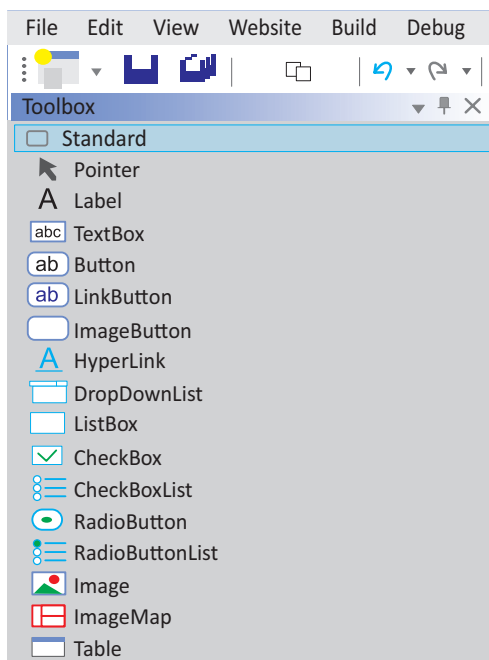 File Edit View Website Build Debug
Toolbox
Standard
Pointer
A Label
abc TextBox
ab Button
ab LinkButton
ImageButton
A HyperLink
DropDownList
ListBox
CheckBox
CheckBoxList
RadioButton
RadioButtonList
Image
ImageMap
Table